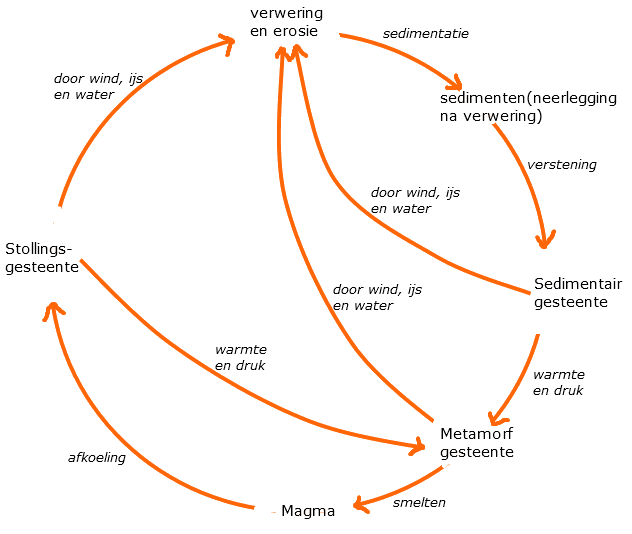 verwering
en erosie
sedimentatie
door wind, ijs
en water
sedimenten(neerlegging
na verwering)
verstening
door wind, ijs
en water
Stollings-
gesteente
Sedimentair
gesteente
door wind, ijs
en water
warmte
en druk
warmte
en druk
Metamorf
gesteente
afkoeling
smelten
Magma